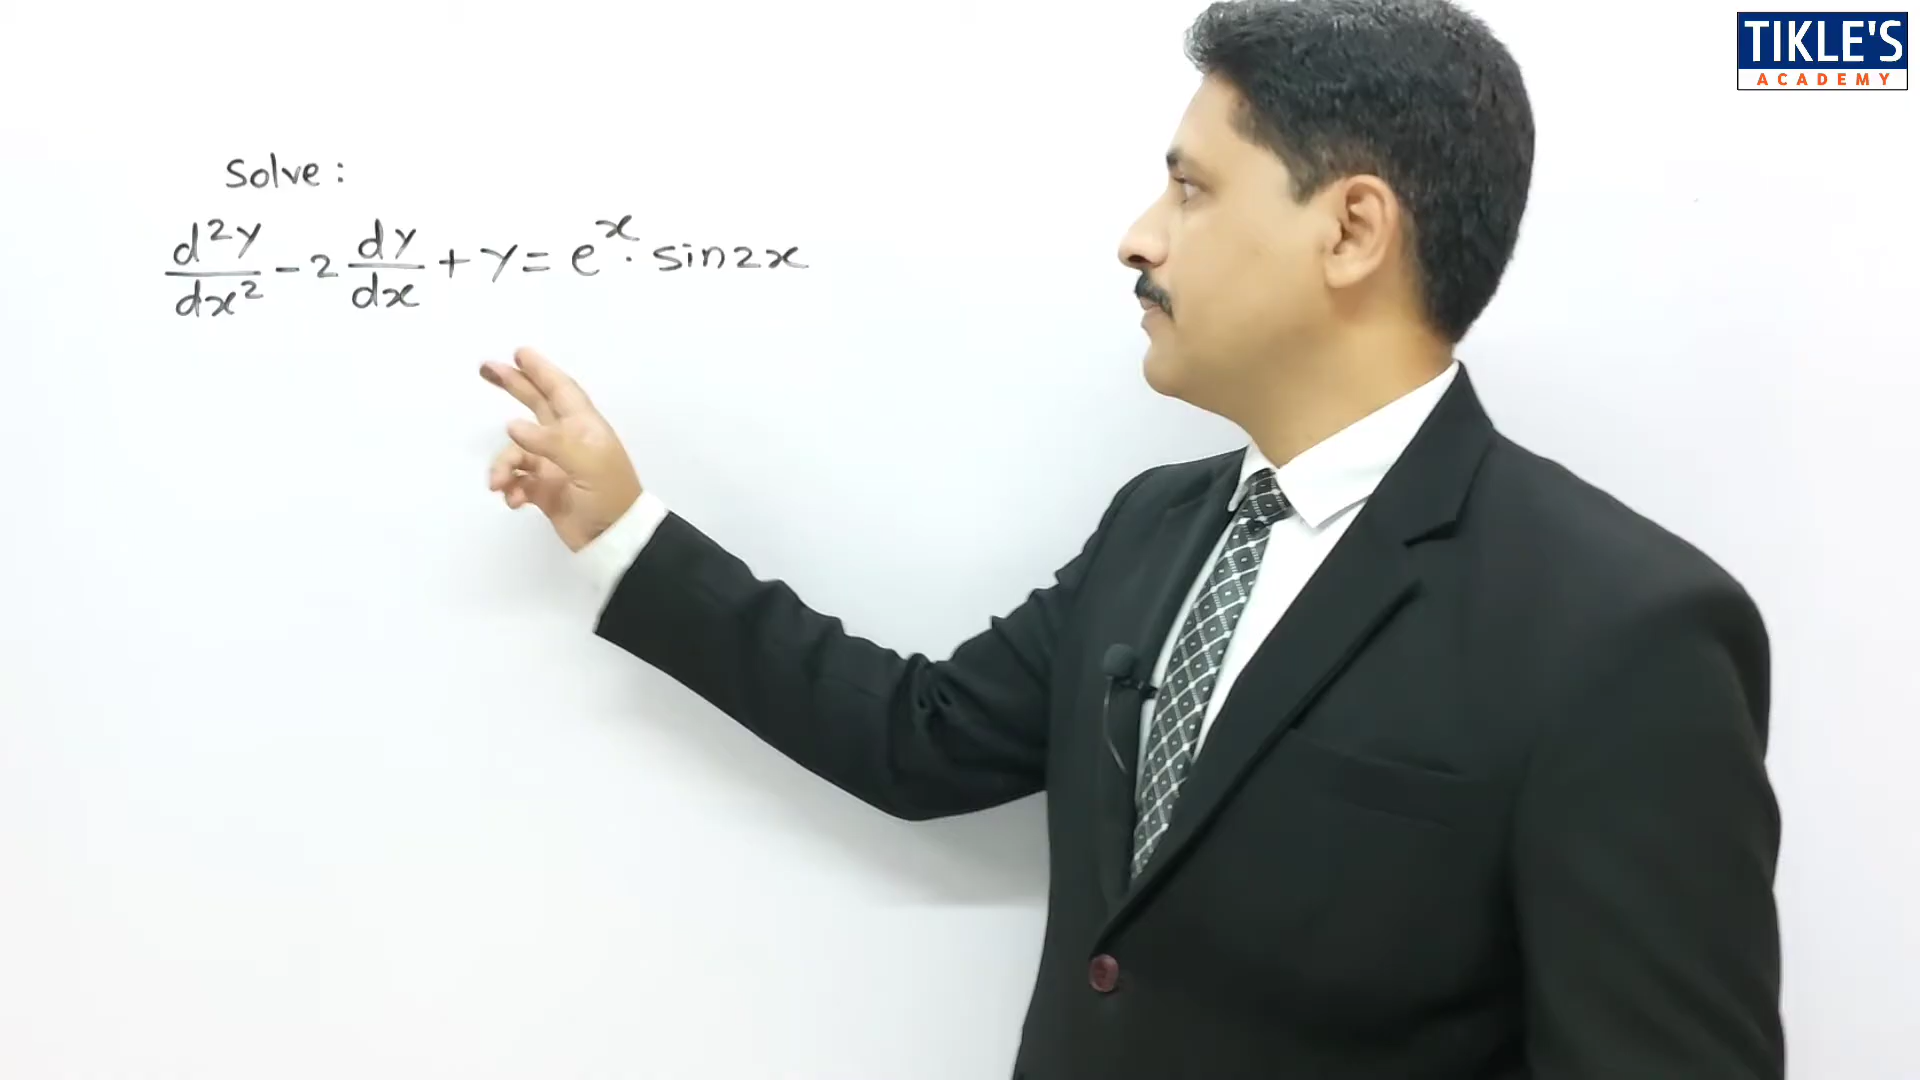 TIKLE'S
ACADEMY
Solve :
d²y/dx² - 2 dy/dx + y = e^x · sin2x